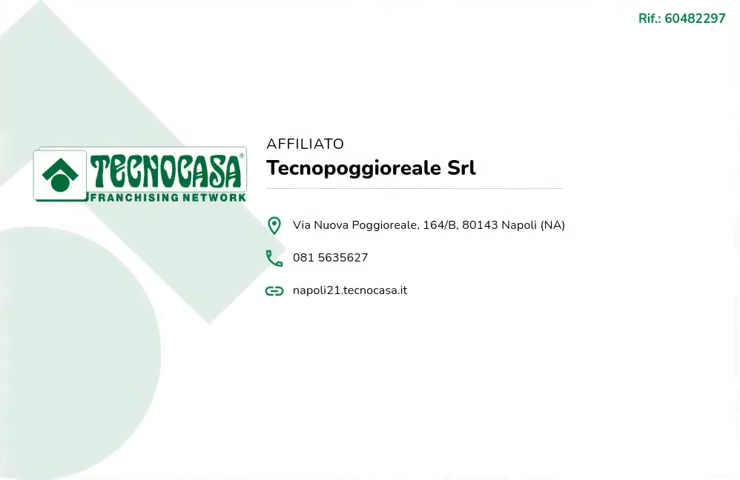 Rif.: 60482297
AFFILIATO
Tecnopoggioreale Srl
TECNOCASA®
FRANCHISING NETWORK
Via Nuova Poggioreale, 164/B, 80143 Napoli (NA)
081 5635627
napoli21.tecnocasa.it